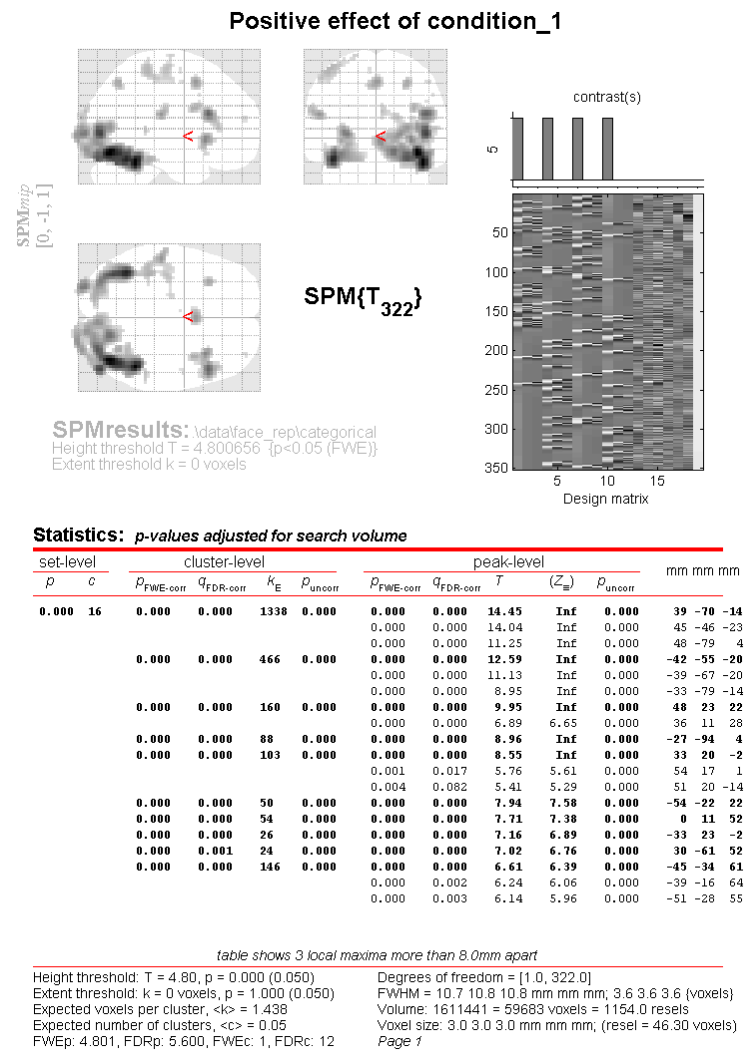 Positive effect of condition_1
SPMmip
[0, -1, 1]
<
<
<
SPM{T322}
contrast(s)
5
50
100
150
200
250
300
350
5 10 15
Design matrix
SPMresults: .\data\face_rep\categorical
Height threshold T = 4.800656 {p<0.05 (FWE)}
Extent threshold k = 0 voxels
Statistics: p-values adjusted for search volume
set-level cluster-level peak-level mm mm mm
p c pFWE-corr qFDR-corr kE puncorr pFWE-corr qFDR-corr T (Z≡) puncorr
0.000 16 0.000 0.000 1338 0.000 0.000 0.000 14.45 Inf 0.000 39 -70 -14
0.000 0.000 14.04 Inf 0.000 45 -46 -23
0.000 0.000 11.25 Inf 0.000 48 -79 4
0.000 0.000 466 0.000 0.000 0.000 12.59 Inf 0.000 -42 -55 -20
0.000 0.000 11.13 Inf 0.000 -39 -67 -20
0.000 0.000 8.95 Inf 0.000 -33 -79 -14
0.000 0.000 160 0.000 0.000 0.000 9.95 Inf 0.000 48 23 22
0.000 0.000 6.89 6.65 0.000 36 11 28
0.000 0.000 88 0.000 0.000 0.000 8.96 Inf 0.000 -27 -94 4
0.000 0.000 103 0.000 0.000 0.000 8.55 Inf 0.000 33 20 -2
0.001 0.017 5.76 5.61 0.000 54 17 1
0.004 0.082 5.41 5.29 0.000 51 20 -14
0.000 0.000 50 0.000 0.000 0.000 7.94 7.58 0.000 -54 -22 22
0.000 0.000 54 0.000 0.000 0.000 7.71 7.38 0.000 0 11 52
0.000 0.000 26 0.000 0.000 0.000 7.16 6.89 0.000 -33 23 -2
0.000 0.001 24 0.000 0.000 0.000 7.02 6.76 0.000 30 -61 52
0.000 0.000 146 0.000 0.000 0.000 6.61 6.39 0.000 -45 -34 61
0.000 0.002 6.24 6.06 0.000 -39 -16 64
0.000 0.003 6.14 5.96 0.000 -51 -28 55
table shows 3 local maxima more than 8.0mm apart
Height threshold: T = 4.80, p = 0.000 (0.050)
Extent threshold: k = 0 voxels, p = 1.000 (0.050)
Expected voxels per cluster, <k> = 1.438
Expected number of clusters, <c> = 0.05
FWEp: 4.801, FDRp: 5.600, FWEc: 1, FDRc: 12
Degrees of freedom = [1.0, 322.0]
FWHM = 10.7 10.8 10.8 mm mm mm; 3.6 3.6 3.6 {voxels}
Volume: 1611441 = 59683 voxels = 1154.0 resels
Voxel size: 3.0 3.0 3.0 mm mm mm; (resel = 46.30 voxels)
Page 1